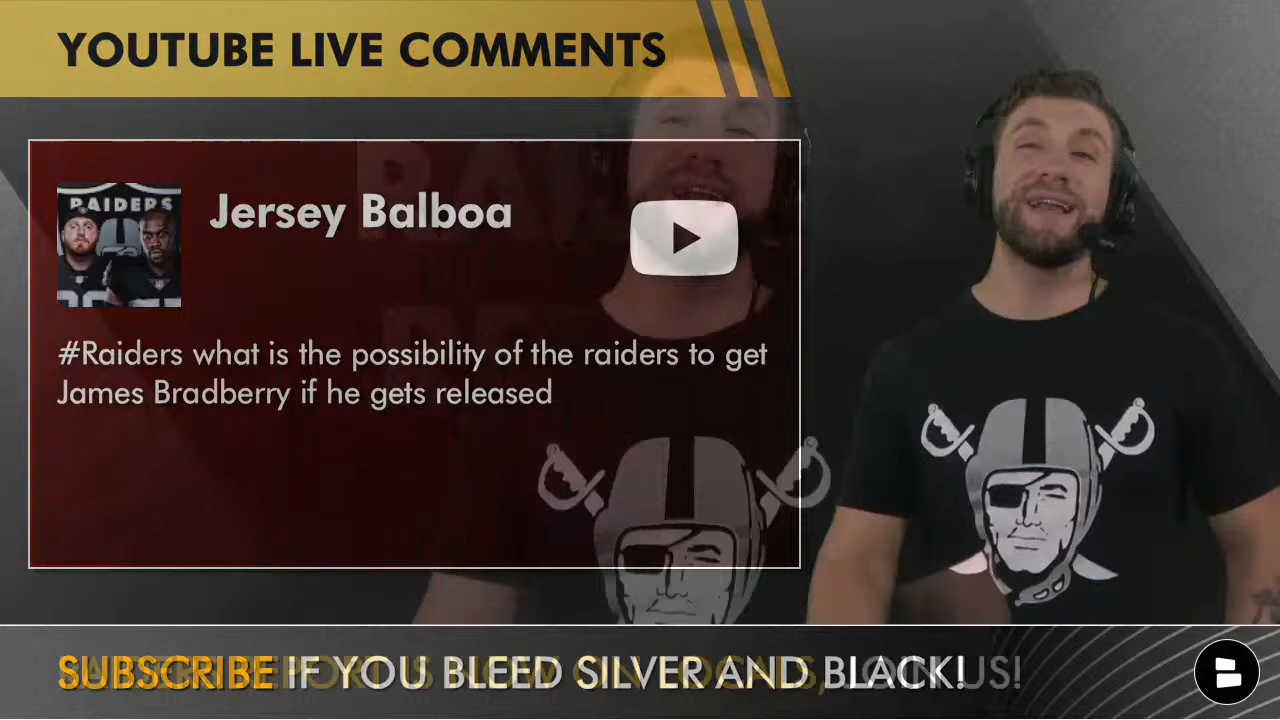 YOUTUBE LIVE COMMENTS
RAIDERS
Jersey Balboa
#Raiders what is the possibility of the raiders to get
James Bradberry if he gets released
SUBSCRIBE IF YOU BLEED SILVER AND BLACK!